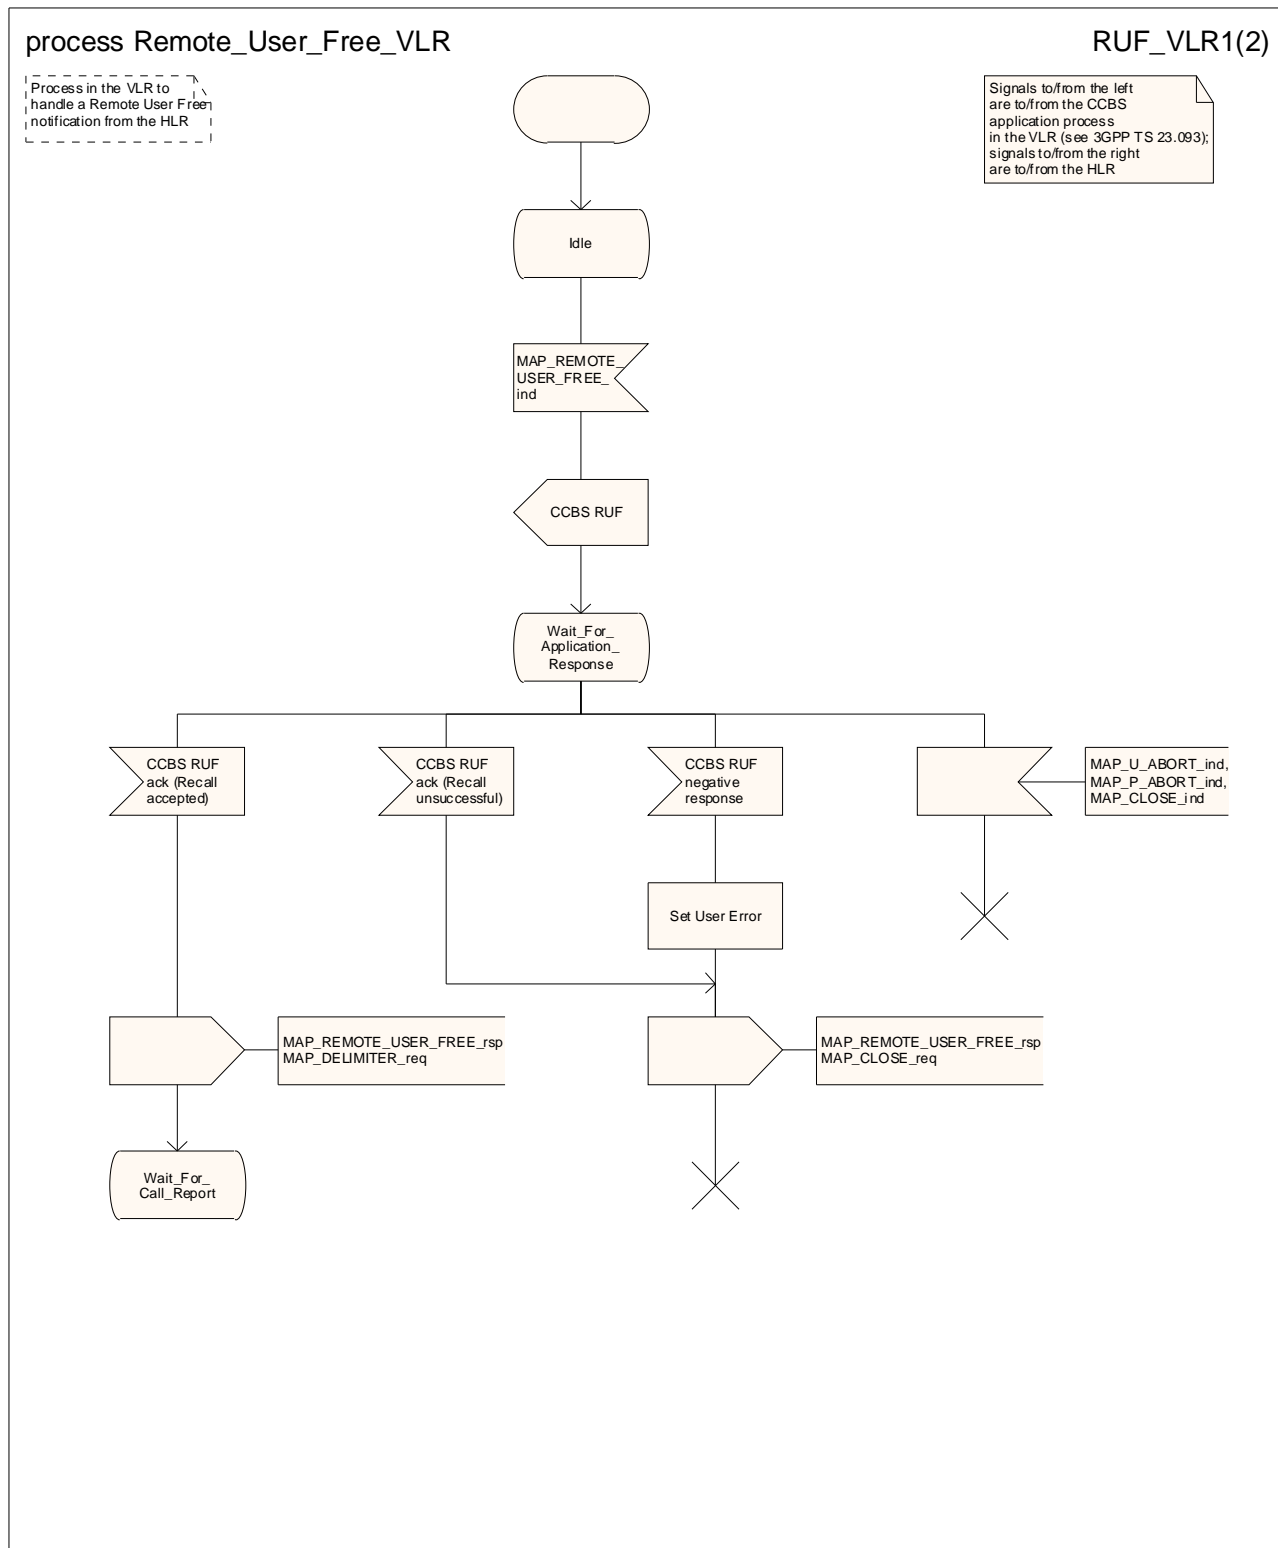 process Remote_User_Free_VLR
RUF_VLR1(2)
Process in the VLR to
handle a Remote User Free
notification from the HLR
Signals to/from the left
are to/from the CCBS
application process
in the VLR (see 3GPP TS 23.093);
signals to/from the right
are to/from the HLR
Idle
MAP_REMOTE_
USER_FREE_
ind
CCBS RUF
Wait_For_
Application_
Response
CCBS RUF
ack (Recall
accepted)
CCBS RUF
ack (Recall
unsuccessful)
CCBS RUF
negative
response
MAP_U_ABORT_ind,
MAP_P_ABORT_ind,
MAP_CLOSE_ind
Set User Error
MAP_REMOTE_USER_FREE_rsp
MAP_DELIMITER_req
MAP_REMOTE_USER_FREE_rsp
MAP_CLOSE_req
Wait_For_
Call_Report